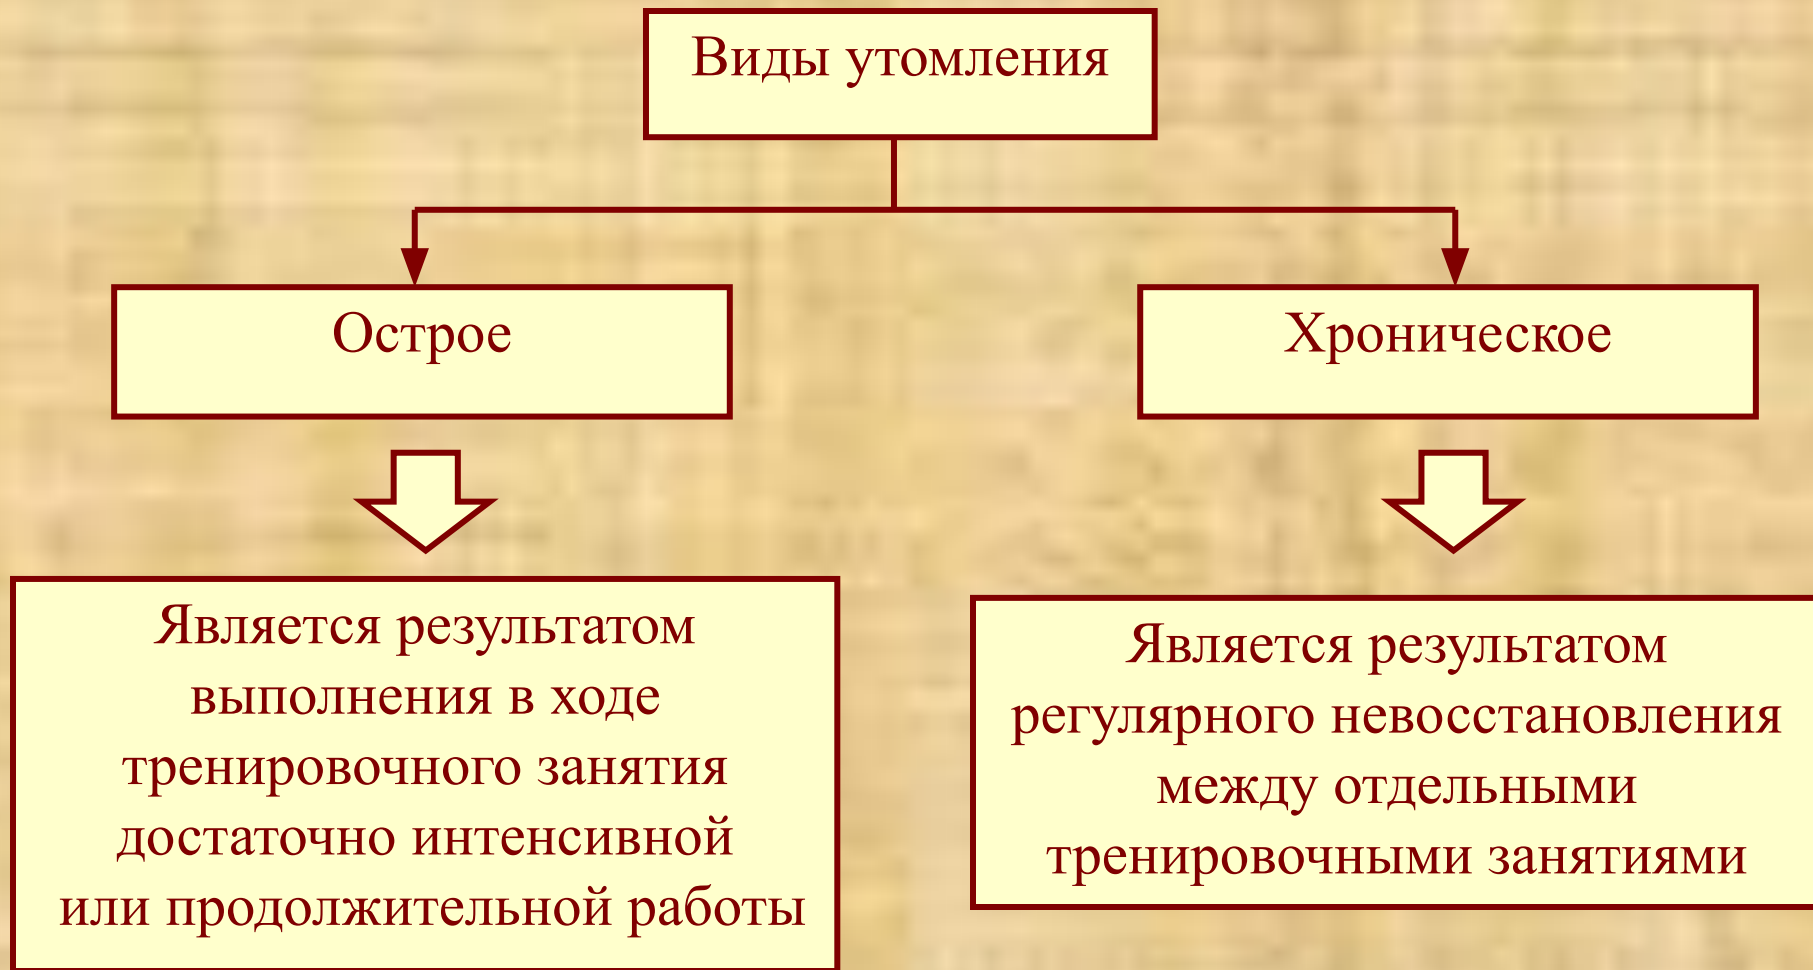 Виды утомления
Острое
Хроническое
Является результатом
выполнения в ходе
тренировочного занятия
достаточно интенсивной
или продолжительной работы
Является результатом
регулярного невосстановления
между отдельными
тренировочными занятиями